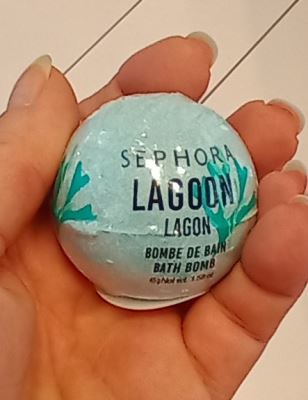 SEPHORA
LAGOON
LAGON
BOMBE DE BAIN
BATH BOMB